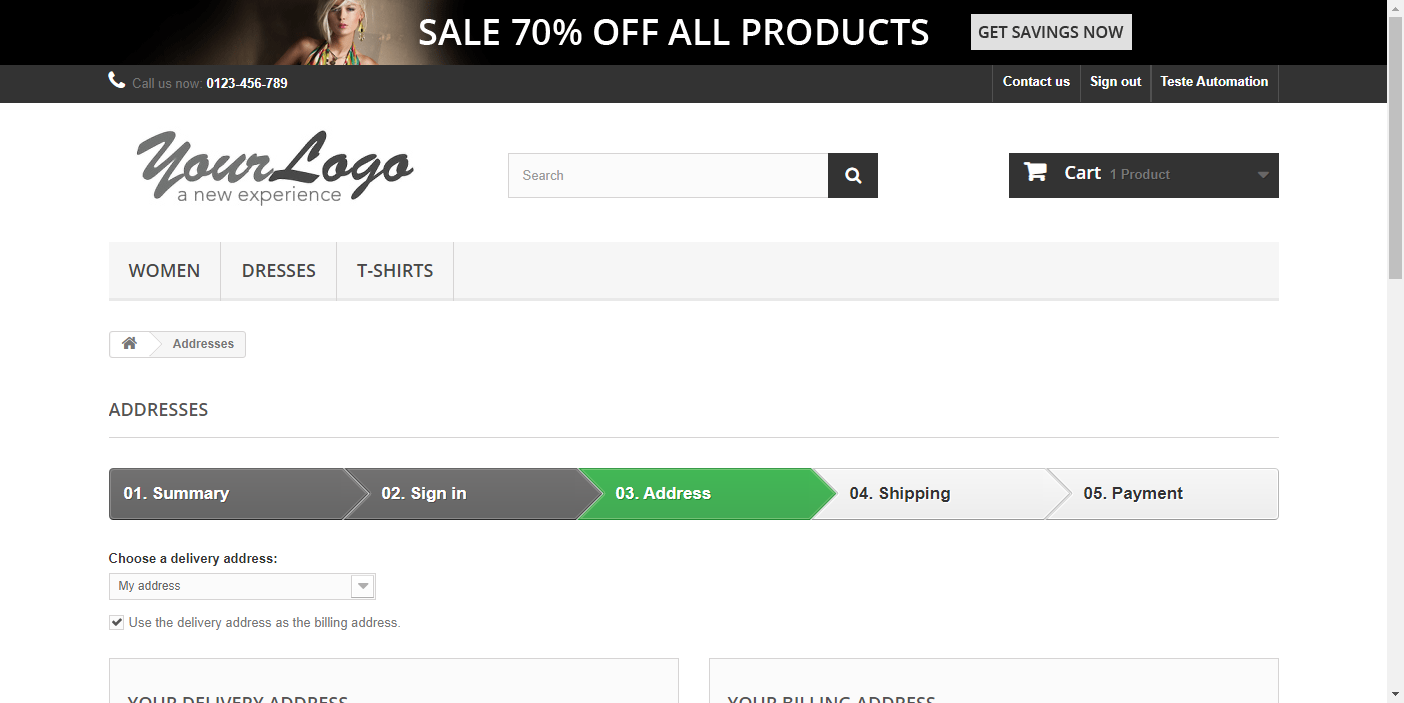 SALE 70% OFF ALL PRODUCTS GET SAVINGS NOW
Call us now: 0123-456-789 Contact us Sign out Teste Automation
YourLogo
a new experience
Search
Cart 1 Product
WOMEN DRESSES T-SHIRTS
Addresses
ADDRESSES
01. Summary 02. Sign in 03. Address 04. Shipping 05. Payment
Choose a delivery address:
My address
Use the delivery address as the billing address.
YOUR DELIVERY ADDRESS YOUR BILLING ADDRESS